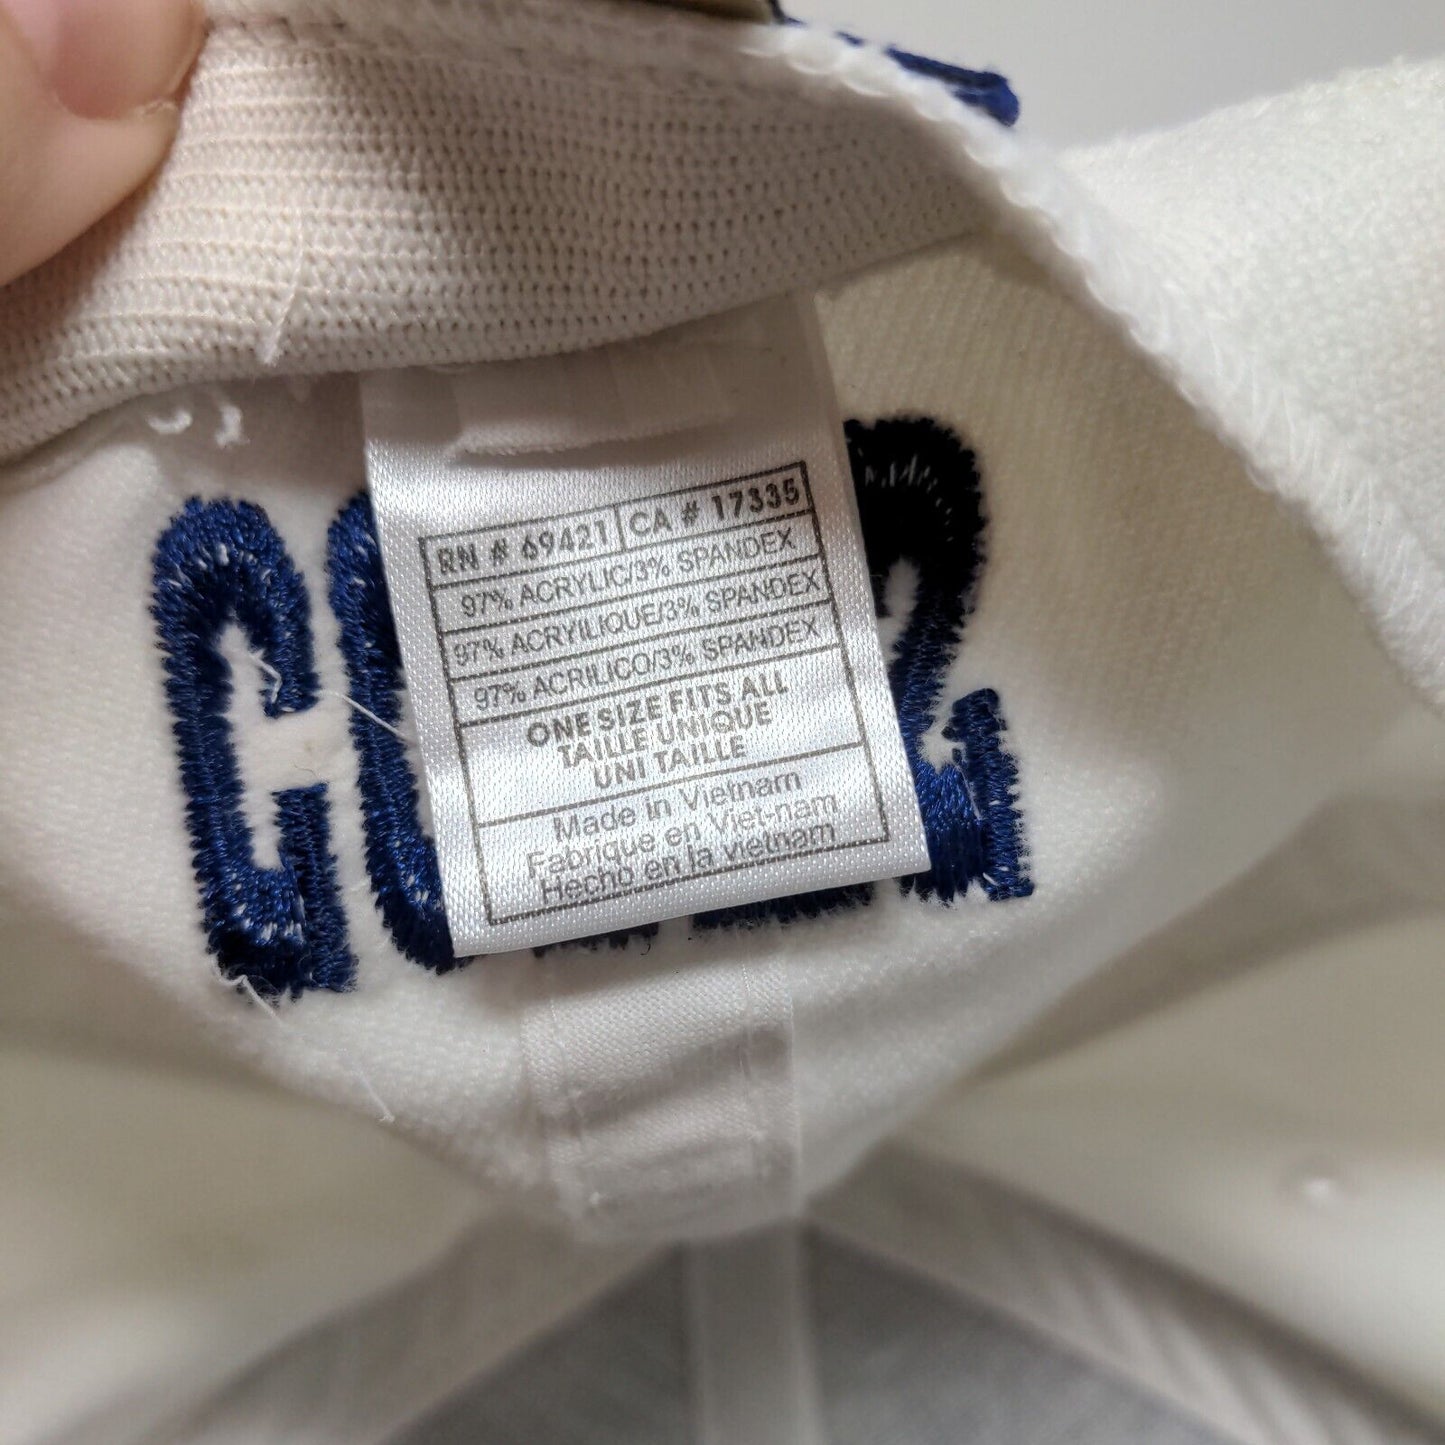 RN # 69421 CA # 17335
97% ACRYLIC/3% SPANDEX
97% ACRYILIQUE/3% SPANDEX
97% ACRILICO/3% SPANDEX
ONE SIZE FITS ALL
TAILLE UNIQUE
UNI TAILLE
Made in Vietnam
Fabrique en Viet-nam
Hecho en la vietnam